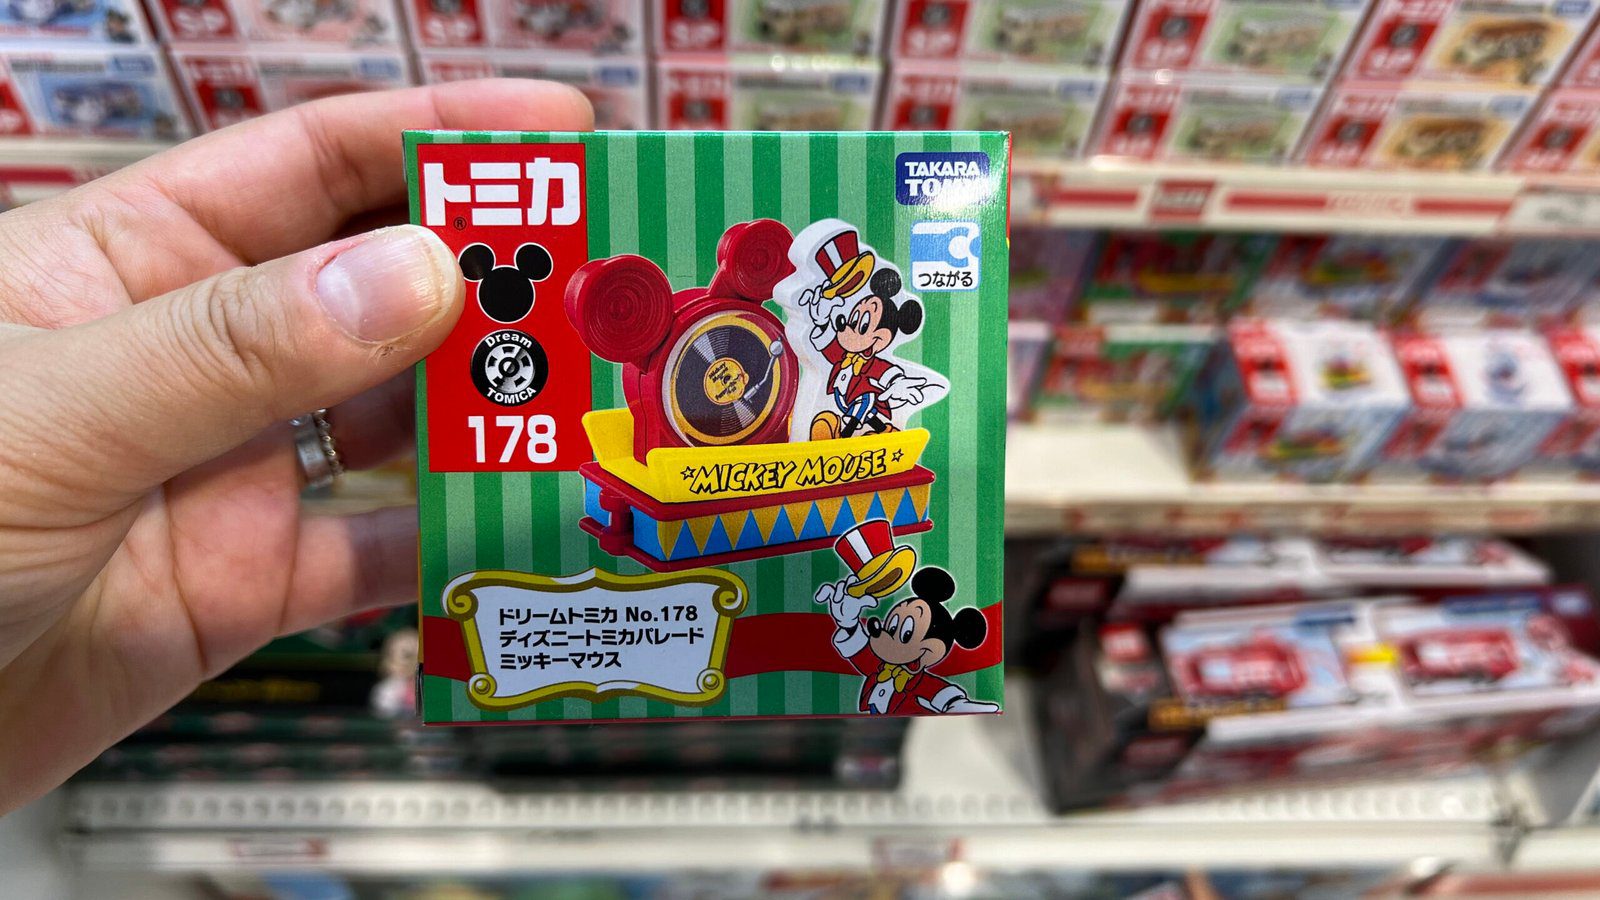 トミカ®
Dream
TOMICA
178
TAKARA
TOMY
つながる
MICKEY MOUSE
ドリームトミカ No.178
ディズニートミカパレード
ミッキーマウス